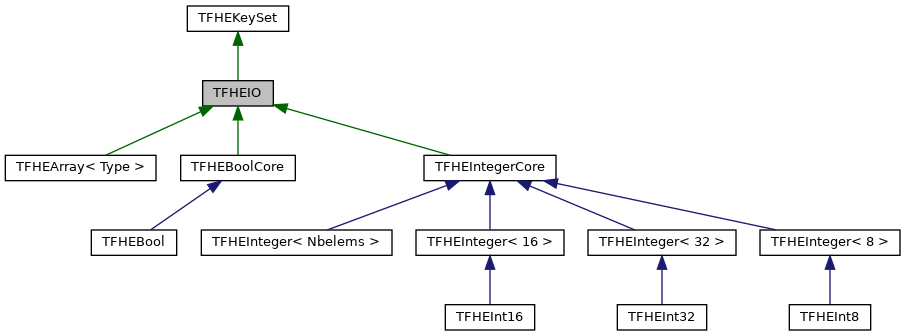 TFHEKeySet
TFHEIO
TFHEArray< Type >
TFHEBoolCore
TFHEIntegerCore
TFHEBool
TFHEInteger< Nbelems >
TFHEInteger< 16 >
TFHEInteger< 32 >
TFHEInteger< 8 >
TFHEInt16
TFHEInt32
TFHEInt8